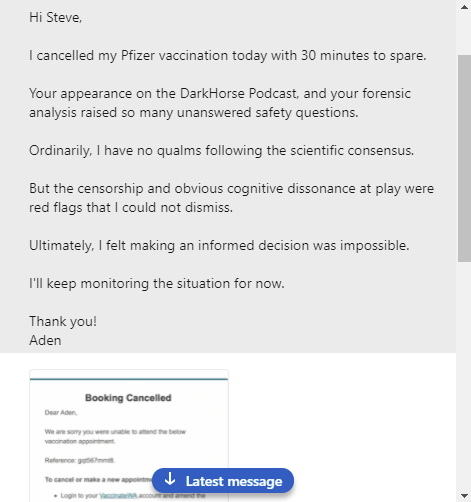 Hi Steve,
I cancelled my Pfizer vaccination today with 30 minutes to spare.
Your appearance on the DarkHorse Podcast, and your forensic
analysis raised so many unanswered safety questions.
Ordinarily, I have no qualms following the scientific consensus.
But the censorship and obvious cognitive dissonance at play were
red flags that I could not dismiss.
Ultimately, I felt making an informed decision was impossible.
I'll keep monitoring the situation for now.
Thank you!
Aden
Booking Cancelled
Dear Aden,
We are sorry you were unable to attend the below
vaccination appointment.
Reference:
To cancel or make a new appointm
Latest message
• Login to your VaccinateWA account and amend the